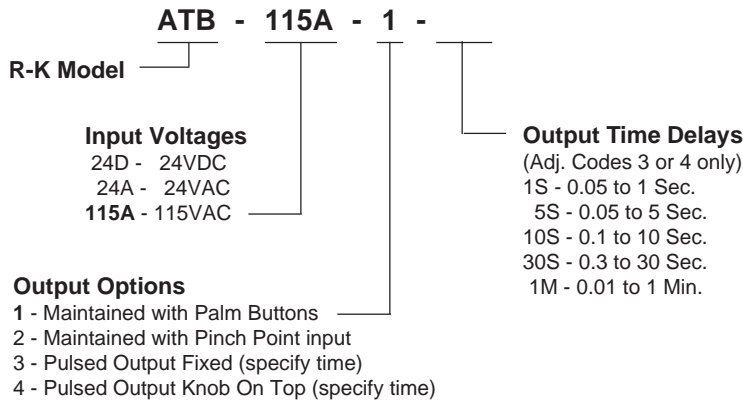 ATB - 115A - 1 -
R-K Model
Input Voltages
24D - 24VDC
24A - 24VAC
115A - 115VAC
Output Time Delays
(Adj. Codes 3 or 4 only)
1S - 0.05 to 1 Sec.
5S - 0.05 to 5 Sec.
10S - 0.1 to 10 Sec.
30S - 0.3 to 30 Sec.
1M - 0.01 to 1 Min.
Output Options
1 - Maintained with Palm Buttons
2 - Maintained with Pinch Point input
3 - Pulsed Output Fixed (specify time)
4 - Pulsed Output Knob On Top (specify time)